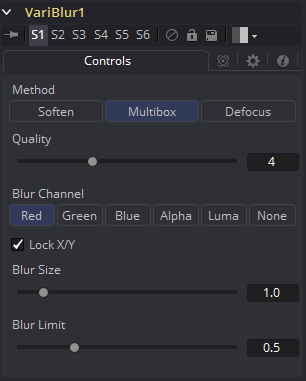 VariBlur1
S1 S2 S3 S4 S5 S6
Controls
Method
Soften Multibox Defocus
Quality
4
Blur Channel
Red Green Blue Alpha Luma None
Lock X/Y
Blur Size
1.0
Blur Limit
0.5